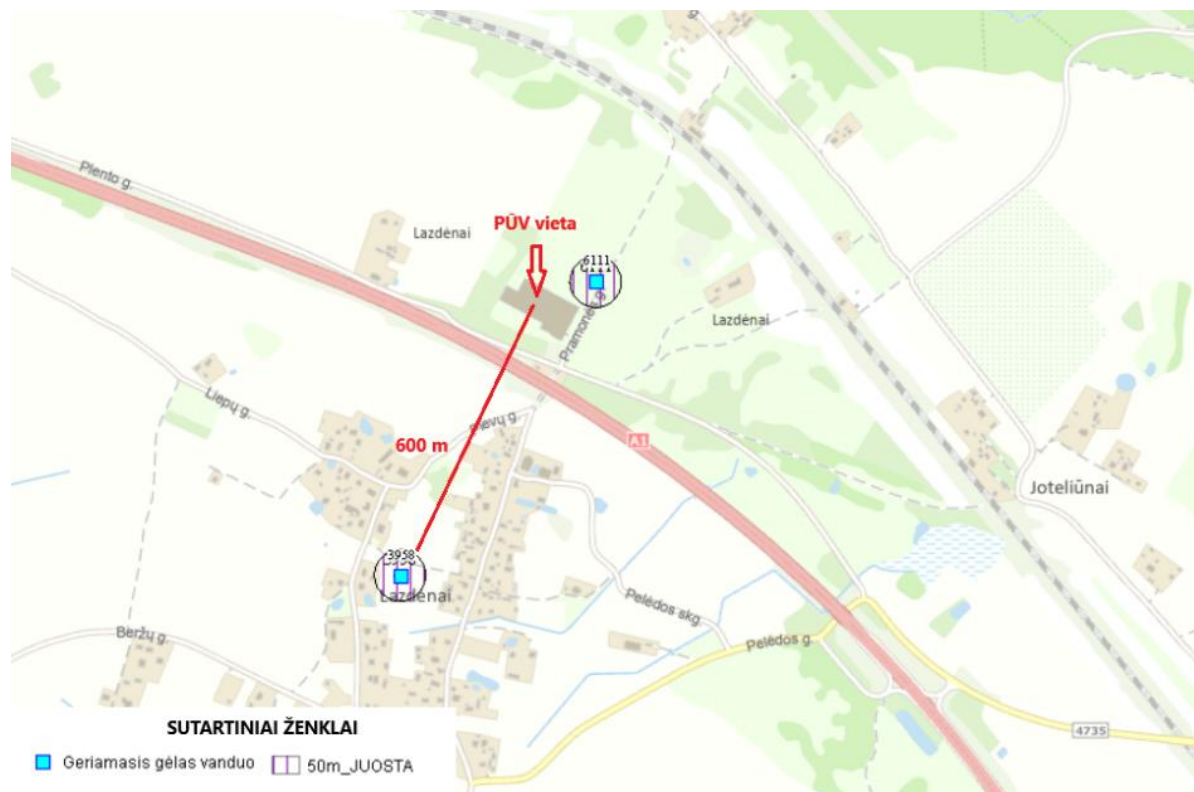 Plento g.
Lazdėnai
PŪV vieta
6111
Pramonės g.
Lazdėnai
Liepų g.
Pievų g.
600 m
A1
Joteliūnai
3958
Lazdėnai
Pelėdos skg.
Beržų g.
Pelėdos g.
4735
SUTARTINIAI ŽENKLAI
Geriamasis gėlas vanduo
50m_JUOSTA